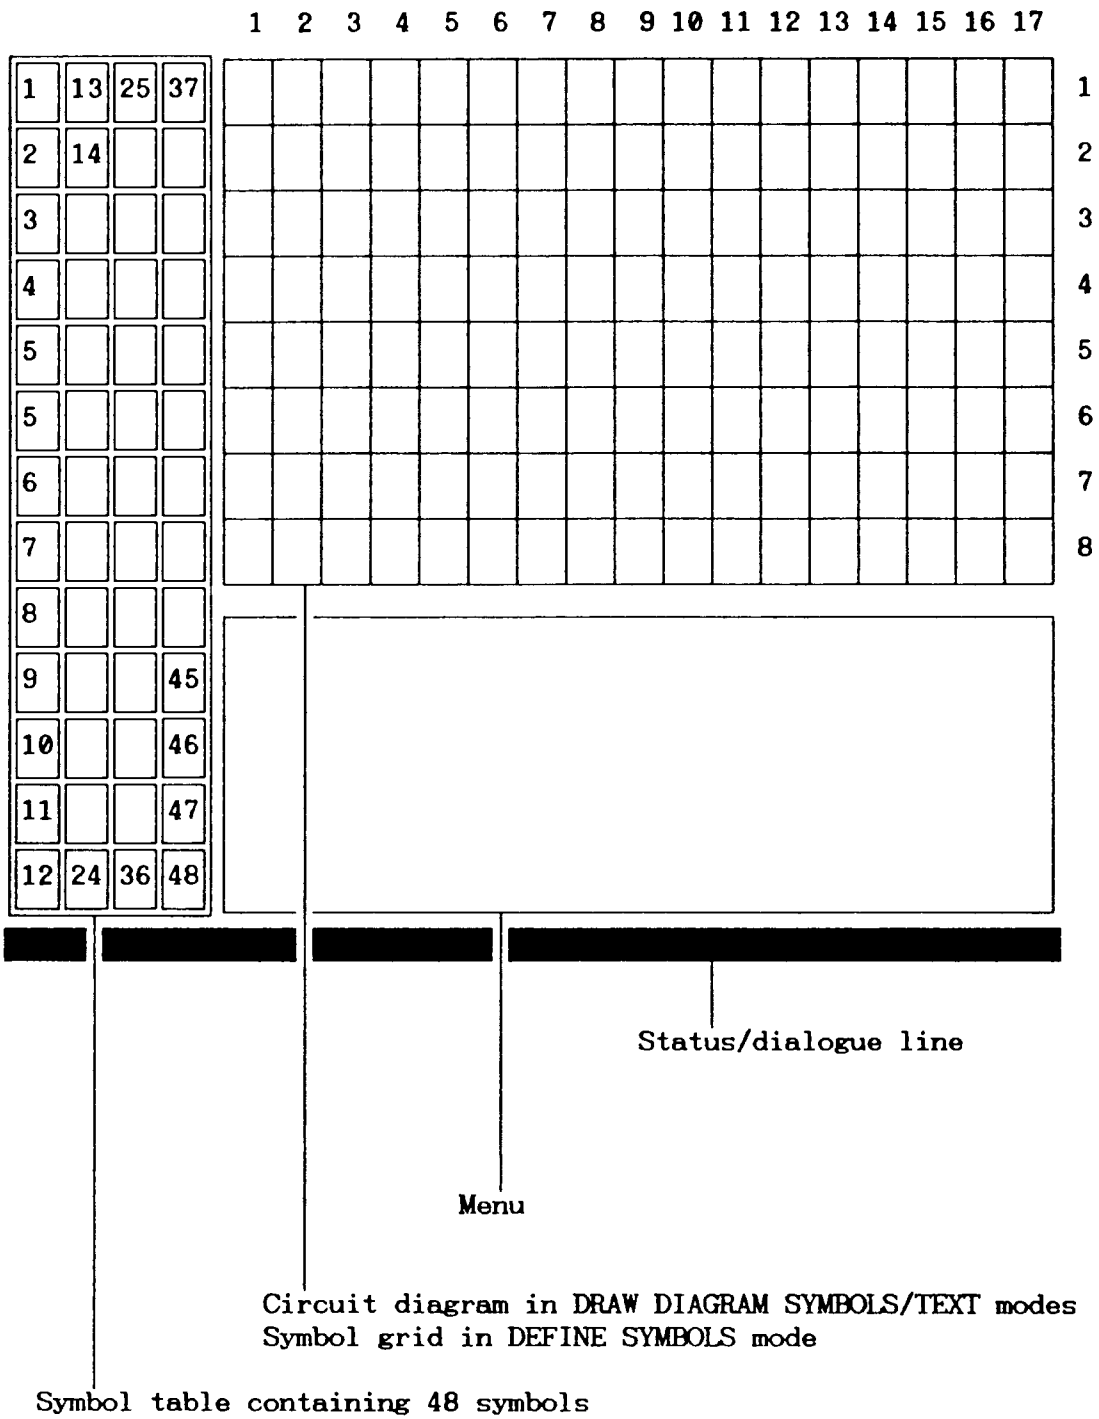 1 2 3 4 5 6 7 8 9 10 11 12 13 14 15 16 17
1 13 25 37 1
2 14 2
3 3
4 4
5 5
5 6
6 7
7 8
8
9 45
10 46
11 47
12 24 36 48
Status/dialogue line
Menu
Circuit diagram in DRAW DIAGRAM SYMBOLS/TEXT modes
Symbol grid in DEFINE SYMBOLS mode
Symbol table containing 48 symbols